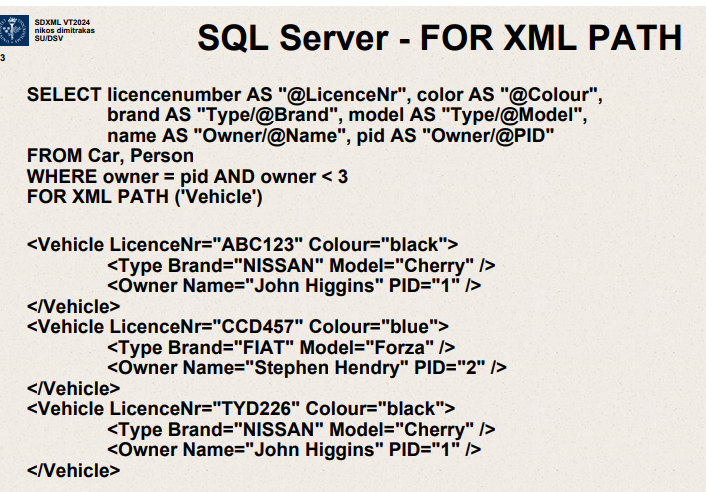 SDXML VT2024
nikos dimitrakas
SU/DSV
3
SQL Server - FOR XML PATH
SELECT licencenumber AS "@LicenceNr", color AS "@Colour",
brand AS "Type/@Brand", model AS "Type/@Model",
name AS "Owner/@Name", pid AS "Owner/@PID"
FROM Car, Person
WHERE owner = pid AND owner < 3
FOR XML PATH ('Vehicle')
<Vehicle LicenceNr="ABC123" Colour="black">
<Type Brand="NISSAN" Model="Cherry" />
<Owner Name="John Higgins" PID="1" />
</Vehicle>
<Vehicle LicenceNr="CCD457" Colour="blue">
<Type Brand="FIAT" Model="Forza" />
<Owner Name="Stephen Hendry" PID="2" />
</Vehicle>
<Vehicle LicenceNr="TYD226" Colour="black">
<Type Brand="NISSAN" Model="Cherry" />
<Owner Name="John Higgins" PID="1" />
</Vehicle>